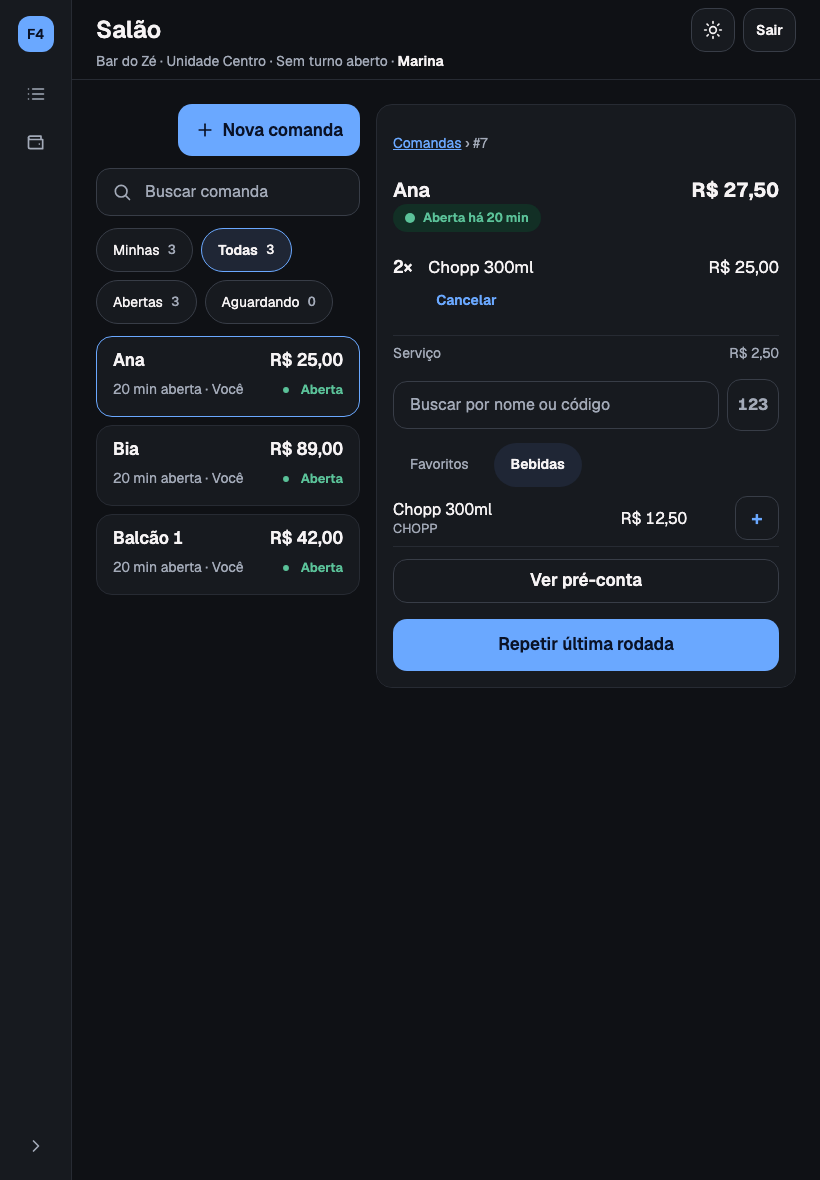 F4
Salão
Bar do Zé · Unidade Centro · Sem turno aberto · Marina
Sair
Nova comanda
Buscar comanda
Minhas 3
Todas 3
Abertas 3
Aguardando 0
Ana R$ 25,00
20 min aberta · Você Aberta
Bia R$ 89,00
20 min aberta · Você Aberta
Balcão 1 R$ 42,00
20 min aberta · Você Aberta
Comandas › #7
Ana R$ 27,50
Aberta há 20 min
2× Chopp 300ml R$ 25,00
Cancelar
Serviço R$ 2,50
Buscar por nome ou código 123
Favoritos Bebidas
Chopp 300ml R$ 12,50 +
CHOPP
Ver pré-conta
Repetir última rodada